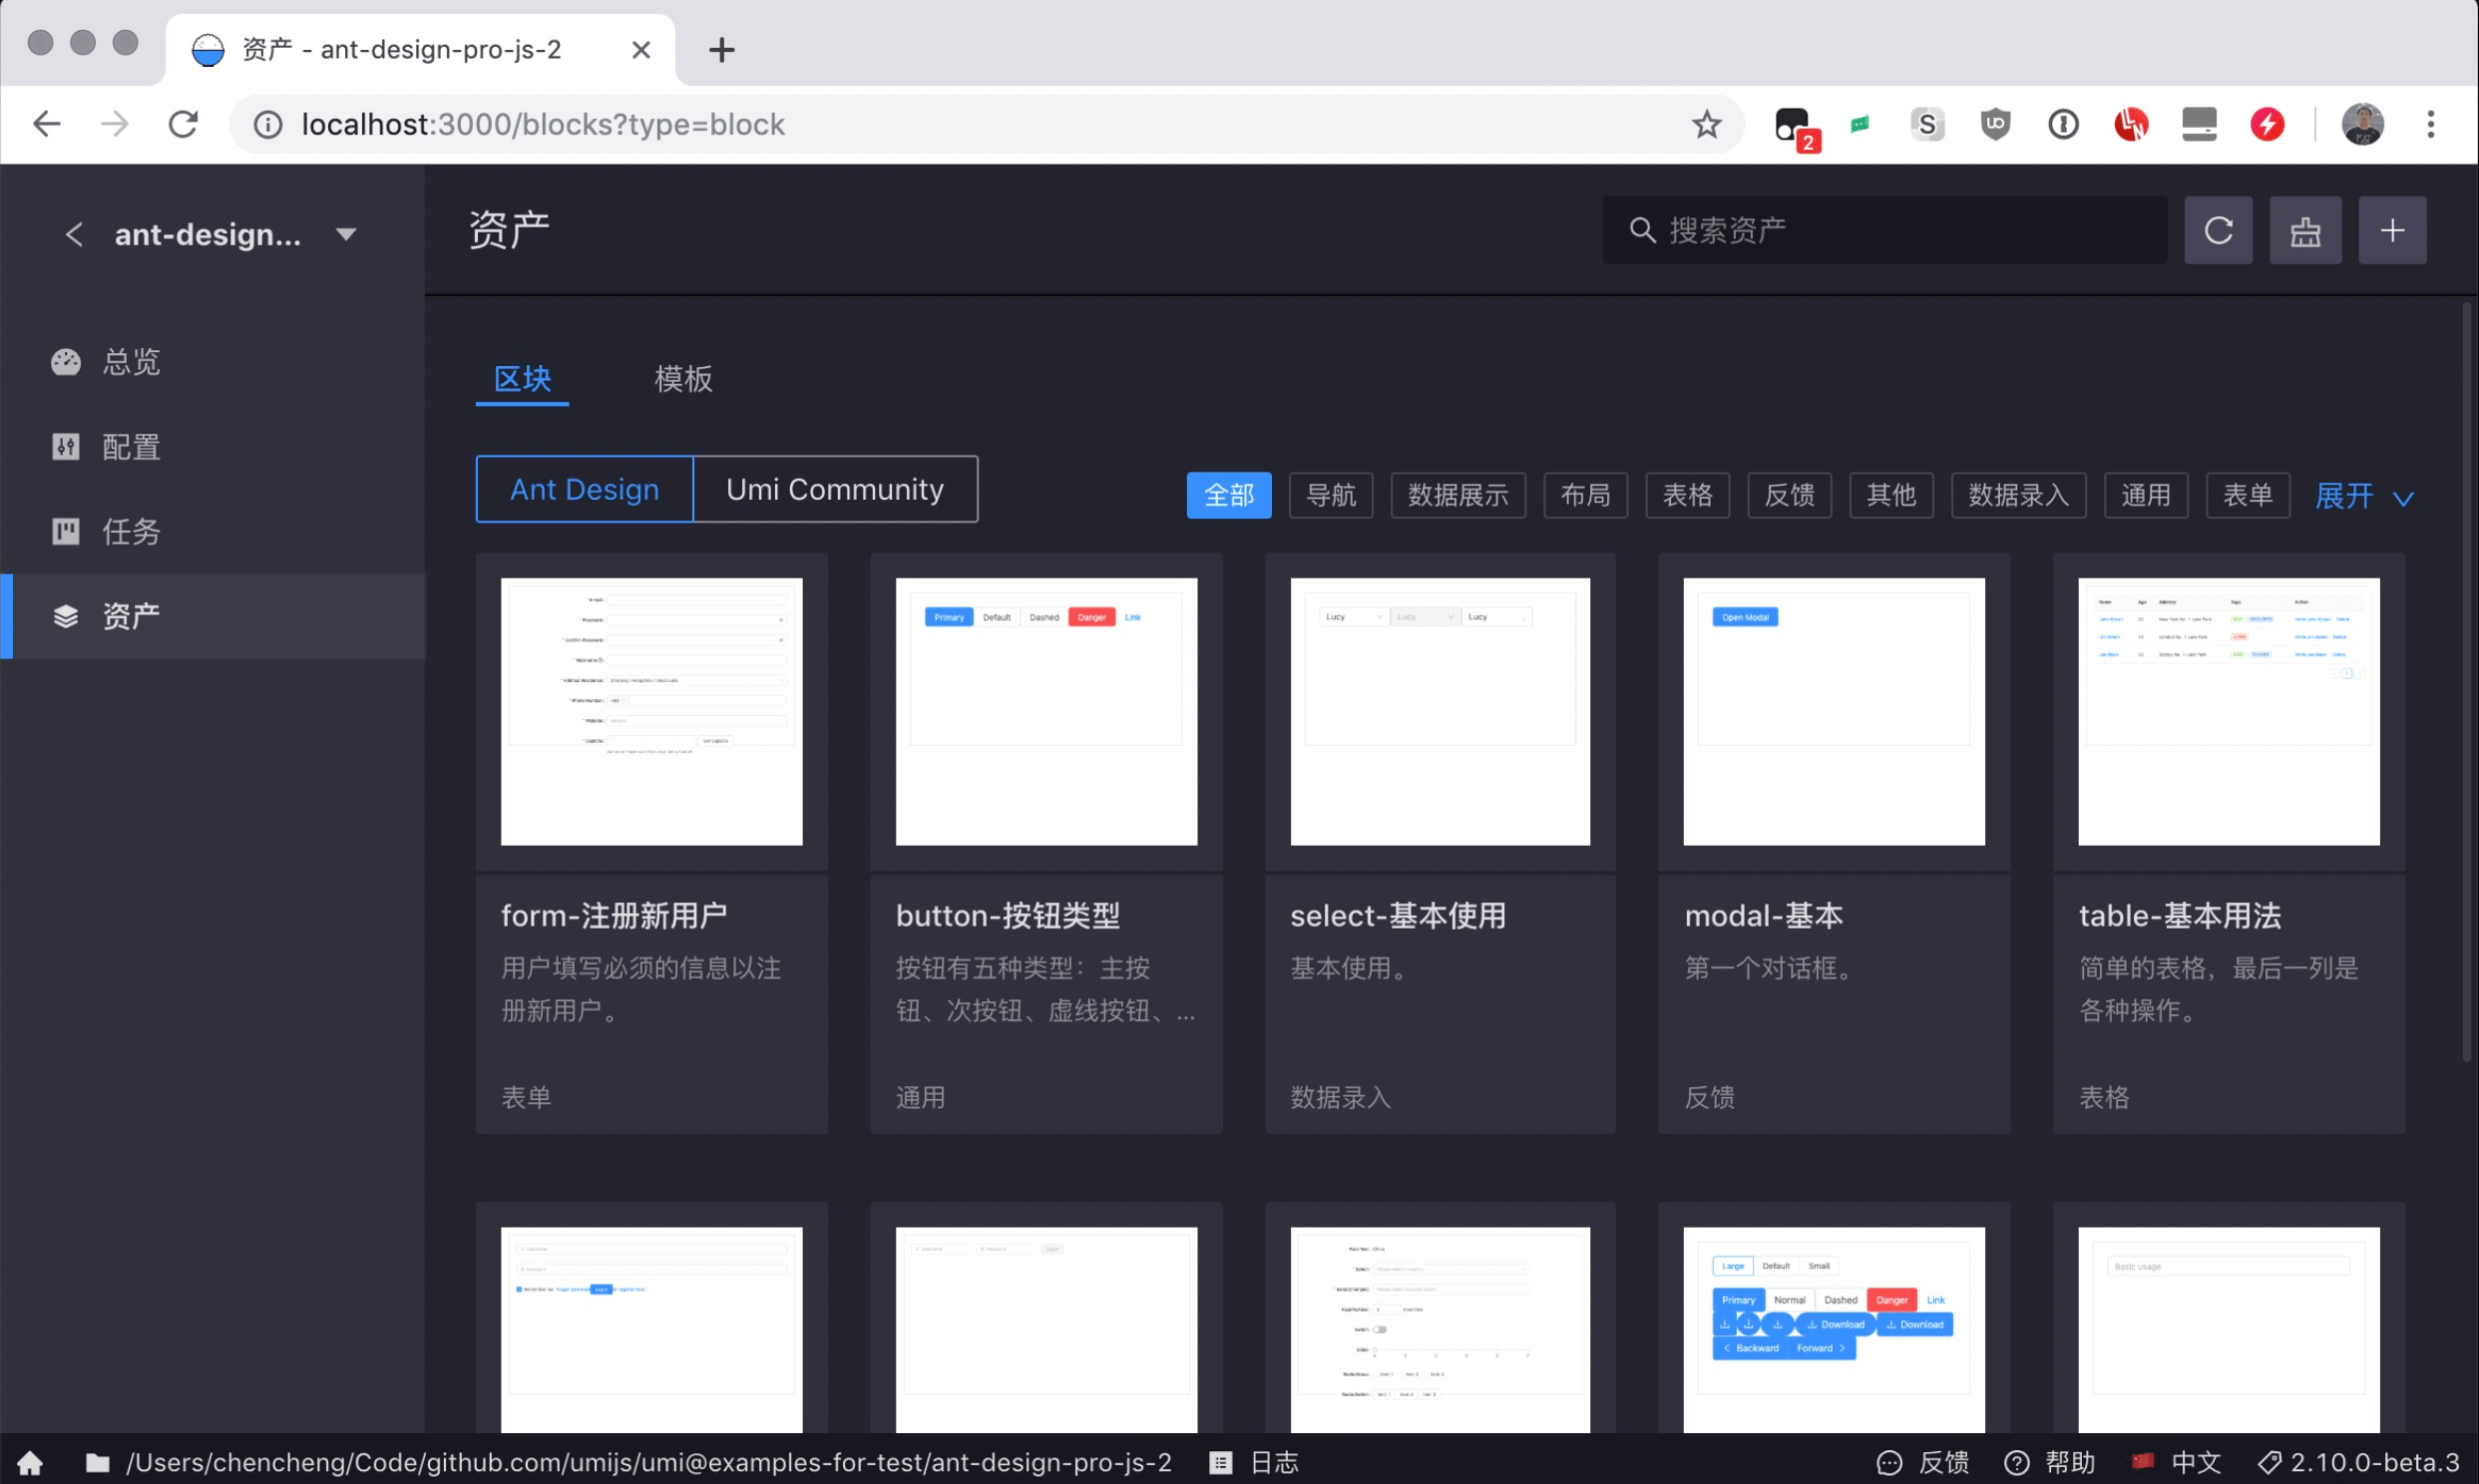 资产 - ant-design-pro-js-2
localhost:3000/blocks?type=block
2
S
ant-design...
资产
搜索资产
总览
配置
任务
资产
区块
模板
Ant Design
Umi Community
全部
导航
数据展示
布局
表格
反馈
其他
数据录入
通用
表单
展开
Primary
Default
Dashed
Danger
Link
Lucy
Lucy
Lucy
Open Modal
form-注册新用户
用户填写必须的信息以注
册新用户。
表单
button-按钮类型
按钮有五种类型：主按
钮、次按钮、虚线按钮、...
通用
select-基本使用
基本使用。
数据录入
modal-基本
第一个对话框。
反馈
table-基本用法
简单的表格，最后一列是
各种操作。
表格
Large
Default
Small
Primary
Normal
Dashed
Danger
Link
Download
Download
Backward
Forward
Basic usage
/Users/chencheng/Code/github.com/umijs/umi@examples-for-test/ant-design-pro-js-2
日志
反馈
帮助
中文
2.10.0-beta.3